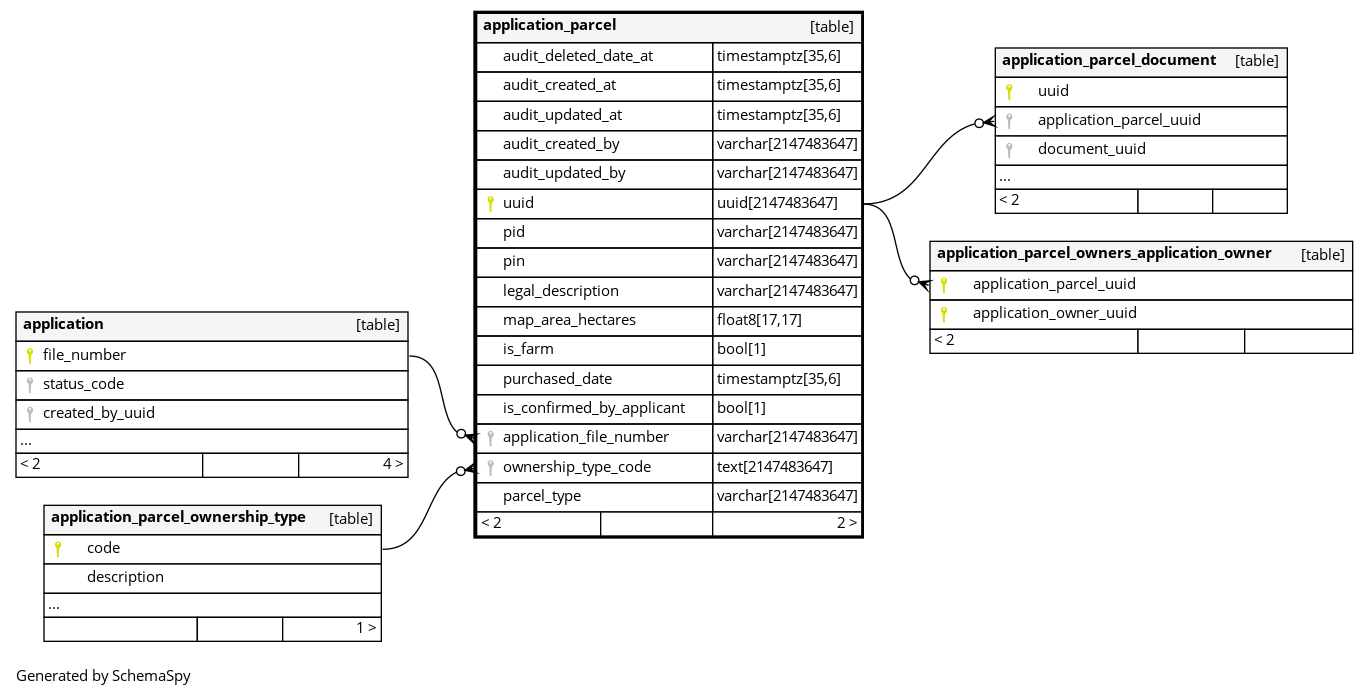 application_parcel [table]
audit_deleted_date_at timestamptz[35,6]
audit_created_at timestamptz[35,6]
audit_updated_at timestamptz[35,6]
audit_created_by varchar[2147483647]
audit_updated_by varchar[2147483647]
uuid uuid[2147483647]
pid varchar[2147483647]
pin varchar[2147483647]
legal_description varchar[2147483647]
map_area_hectares float8[17,17]
is_farm bool[1]
purchased_date timestamptz[35,6]
is_confirmed_by_applicant bool[1]
application_file_number varchar[2147483647]
ownership_type_code text[2147483647]
parcel_type varchar[2147483647]
< 2 2 >
application_parcel_document [table]
uuid
application_parcel_uuid
document_uuid
...
< 2
application_parcel_owners_application_owner [table]
application_parcel_uuid
application_owner_uuid
< 2
application [table]
file_number
status_code
created_by_uuid
...
< 2 4 >
application_parcel_ownership_type [table]
code
description
...
1 >
Generated by SchemaSpy